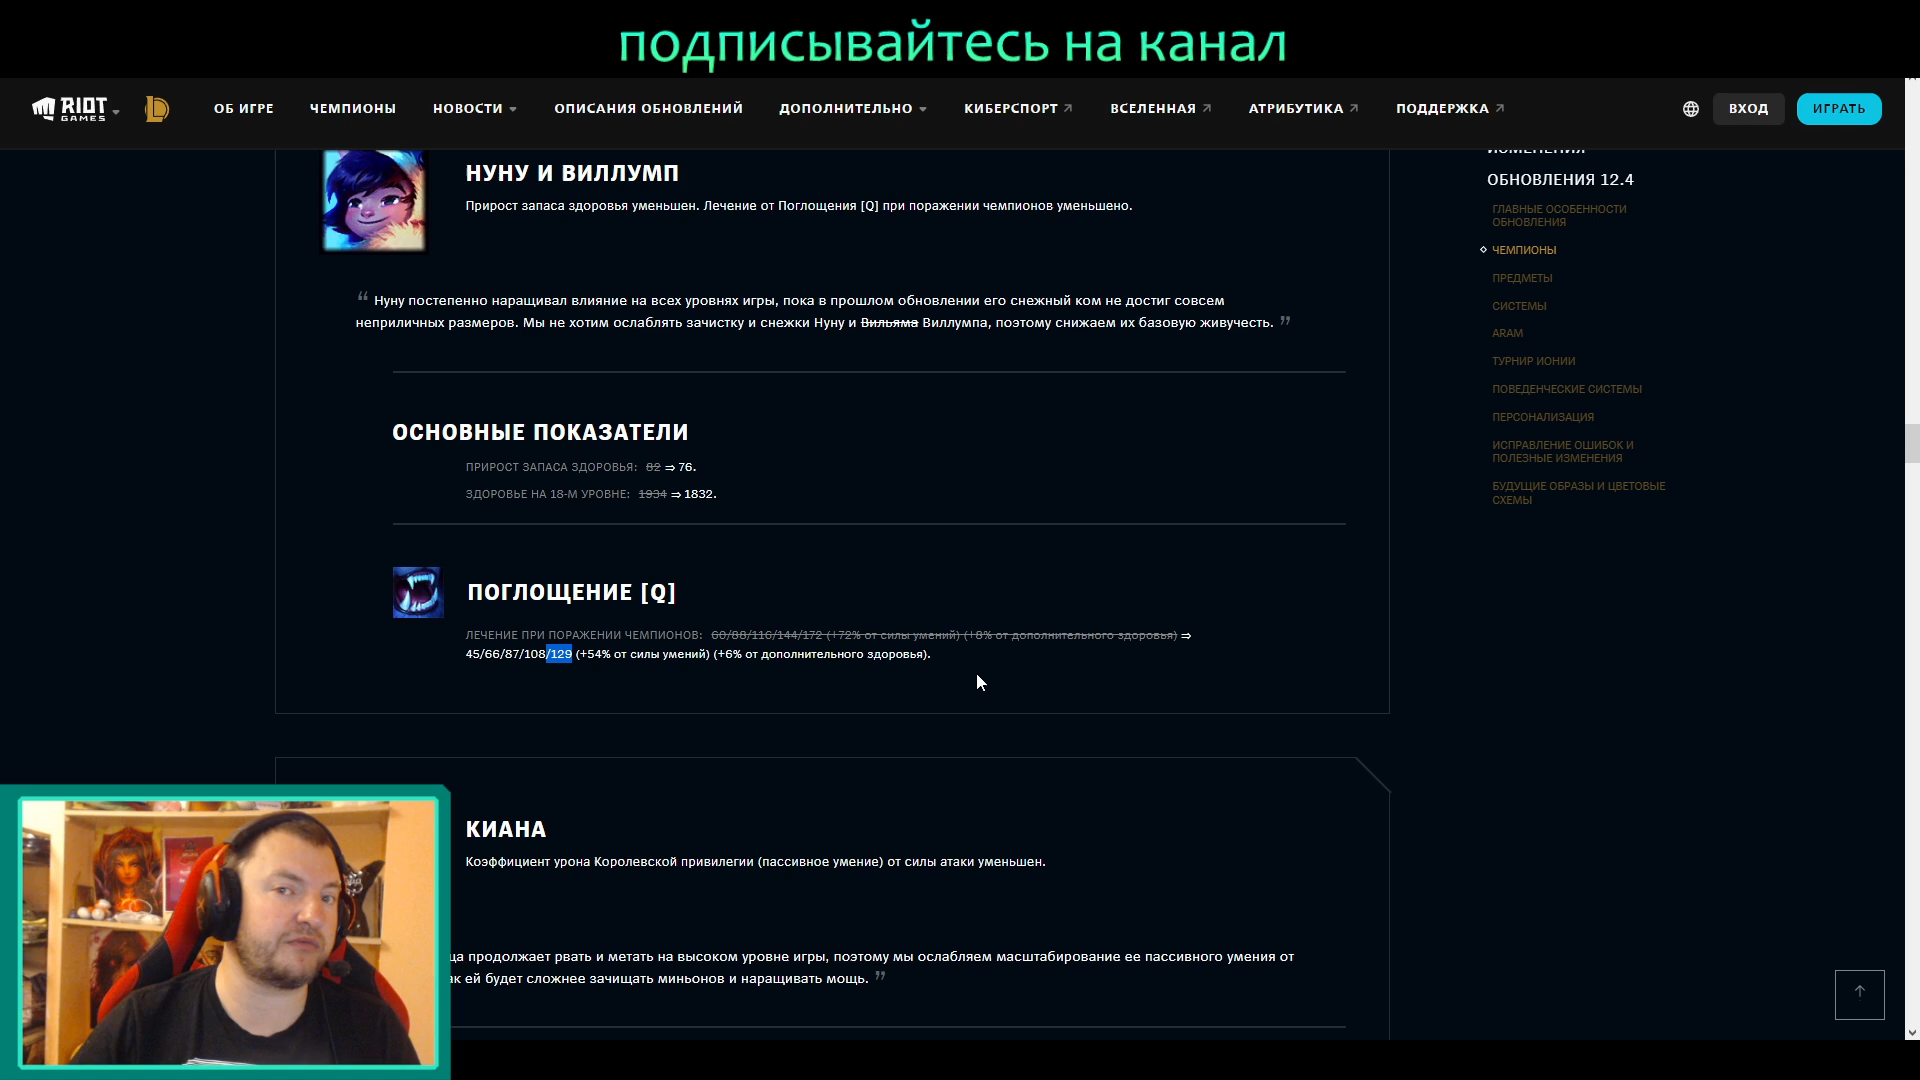 подписывайтесь на канал
RIOT GAMES
ОБ ИГРЕ
ЧЕМПИОНЫ
НОВОСТИ
ОПИСАНИЯ ОБНОВЛЕНИЙ
ДОПОЛНИТЕЛЬНО
КИБЕРСПОРТ
ВСЕЛЕННАЯ
АТРИБУТИКА
ПОДДЕРЖКА
ВХОД
ИГРАТЬ
НУНУ И ВИЛЛУМП
Прирост запаса здоровья уменьшен. Лечение от Поглощения [Q] при поражении чемпионов уменьшено.
“ Нуну постепенно наращивал влияние на всех уровнях игры, пока в прошлом обновлении его снежный ком не достиг совсем
неприличных размеров. Мы не хотим ослаблять зачистку и снежки Нуну и Вильяма Виллумпа, поэтому снижаем их базовую живучесть. ”
ОСНОВНЫЕ ПОКАЗАТЕЛИ
ПРИРОСТ ЗАПАСА ЗДОРОВЬЯ: 82 ⇒ 76.
ЗДОРОВЬЕ НА 18-М УРОВНЕ: 1934 ⇒ 1832.
ПОГЛОЩЕНИЕ [Q]
ЛЕЧЕНИЕ ПРИ ПОРАЖЕНИИ ЧЕМПИОНОВ: 60/88/116/144/172 (+72% от силы умений) (+8% от дополнительного здоровья) ⇒
45/66/87/108/129 (+54% от силы умений) (+6% от дополнительного здоровья).
КИАНА
Коэффициент урона Королевской привилегии (пассивное умение) от силы атаки уменьшен.
продолжает рвать и метать на высоком уровне игры, поэтому мы ослабляем масштабирование ее пассивного умения от
ей будет сложнее зачищать миньонов и наращивать мощь. ”
ИЗМЕНЕНИЯ
ОБНОВЛЕНИЯ 12.4
ГЛАВНЫЕ ОСОБЕННОСТИ
ОБНОВЛЕНИЯ
ЧЕМПИОНЫ
ПРЕДМЕТЫ
СИСТЕМЫ
ARAM
ТУРНИР ИОНИИ
ПОВЕДЕНЧЕСКИЕ СИСТЕМЫ
ПЕРСОНАЛИЗАЦИЯ
ИСПРАВЛЕНИЕ ОШИБОК И
ПОЛЕЗНЫЕ ИЗМЕНЕНИЯ
БУДУЩИЕ ОБРАЗЫ И ЦВЕТОВЫЕ
СХЕМЫ